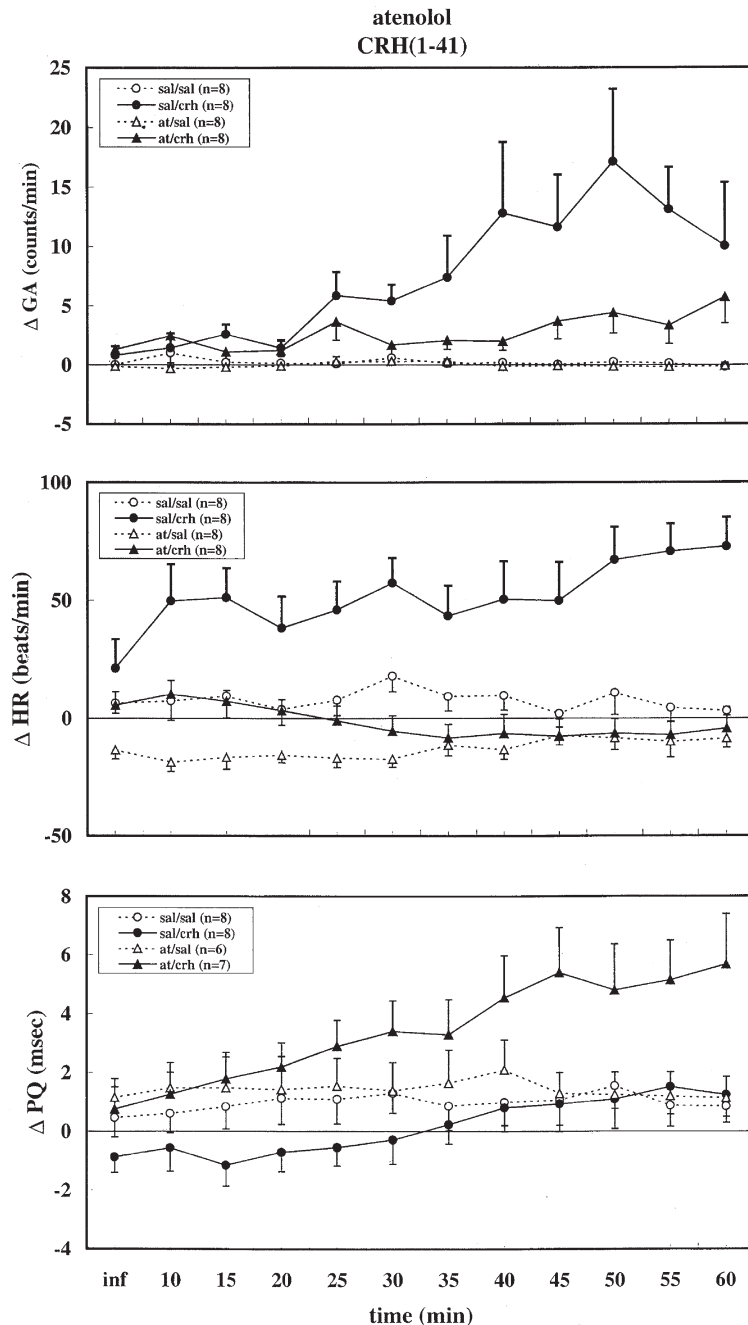 atenolol
CRH(1-41)
25
20
15
10
5
0
-5
Δ GA (counts/min)
sal/sal (n=8)
sal/crh (n=8)
at/sal (n=8)
at/crh (n=8)
100
50
0
-50
Δ HR (beats/min)
sal/sal (n=8)
sal/crh (n=8)
at/sal (n=8)
at/crh (n=8)
8
6
4
2
0
-2
-4
Δ PQ (msec)
sal/sal (n=8)
sal/crh (n=8)
at/sal (n=6)
at/crh (n=7)
inf 10 15 20 25 30 35 40 45 50 55 60
time (min)